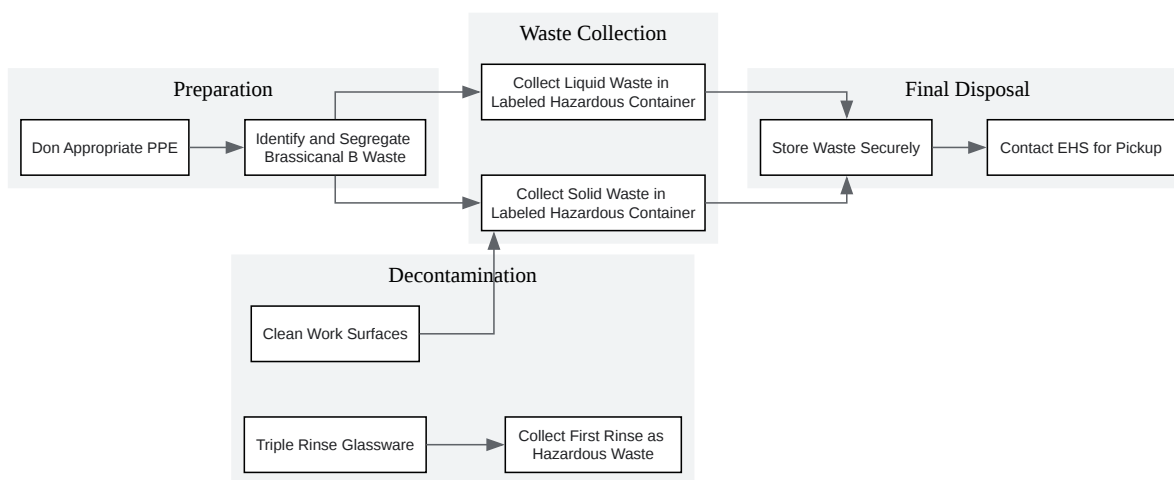 Preparation
Don Appropriate PPE
Identify and Segregate
Brassicanal B Waste
Waste Collection
Collect Liquid Waste in
Labeled Hazardous Container
Collect Solid Waste in
Labeled Hazardous Container
Final Disposal
Store Waste Securely
Contact EHS for Pickup
Decontamination
Clean Work Surfaces
Triple Rinse Glassware
Collect First Rinse as
Hazardous Waste